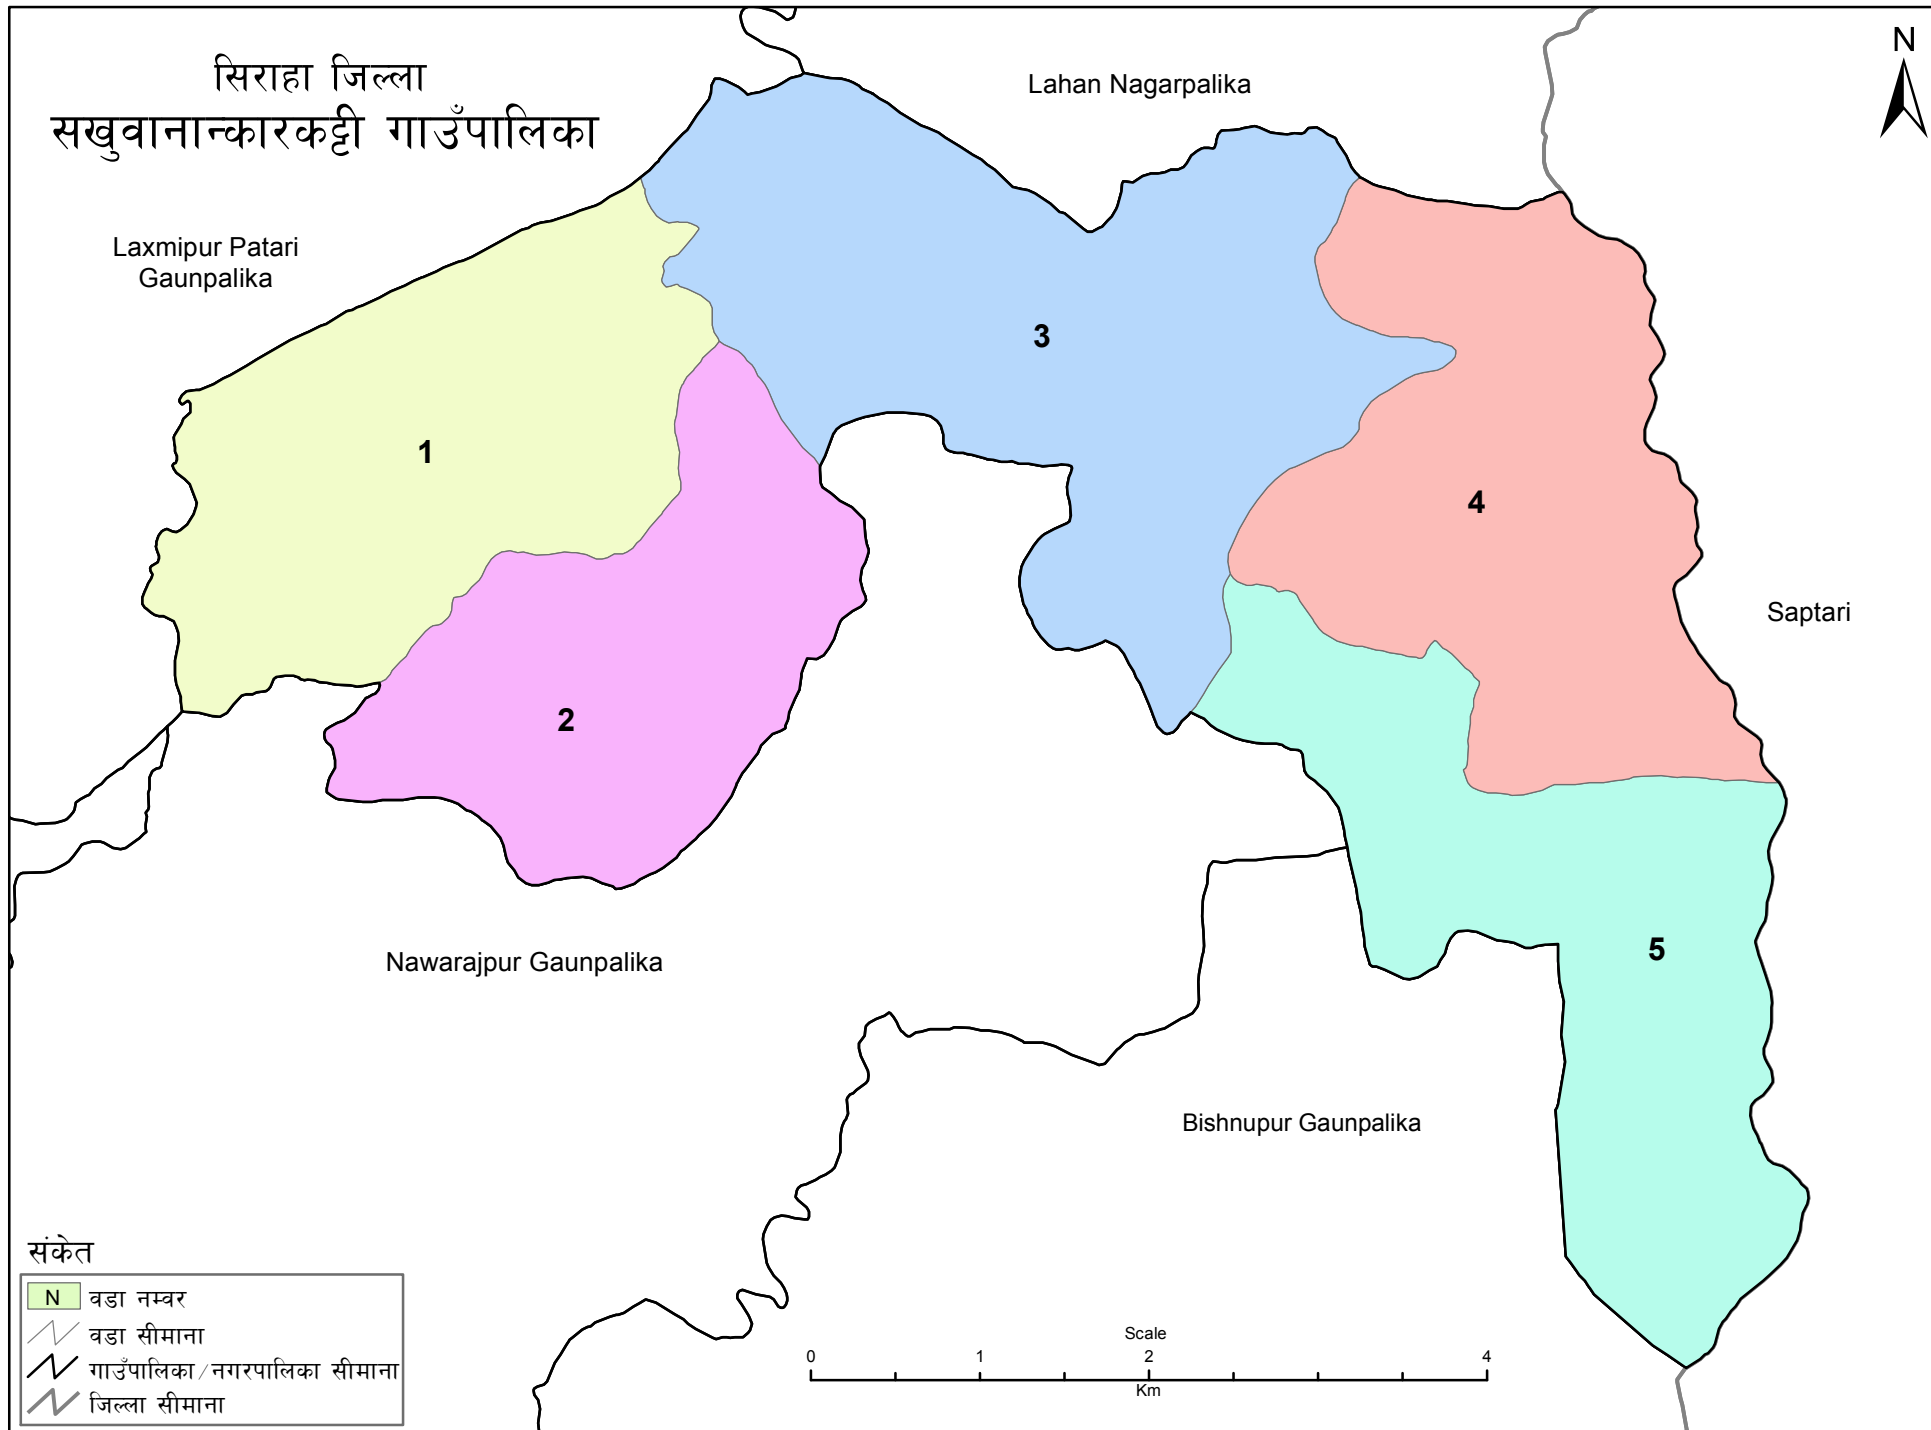 सिराहा जिल्ला
सखुवानान्कारकट्टी गाउँपालिका
N
Lahan Nagarpalika
Laxmipur Patari
Gaunpalika
3
1
4
Saptari
2
5
Nawarajpur Gaunpalika
Bishnupur Gaunpalika
संकेत
N वडा नम्वर
वडा सीमाना
गाउँपालिका/नगरपालिका सीमाना
जिल्ला सीमाना
Scale
0 1 2 4
Km